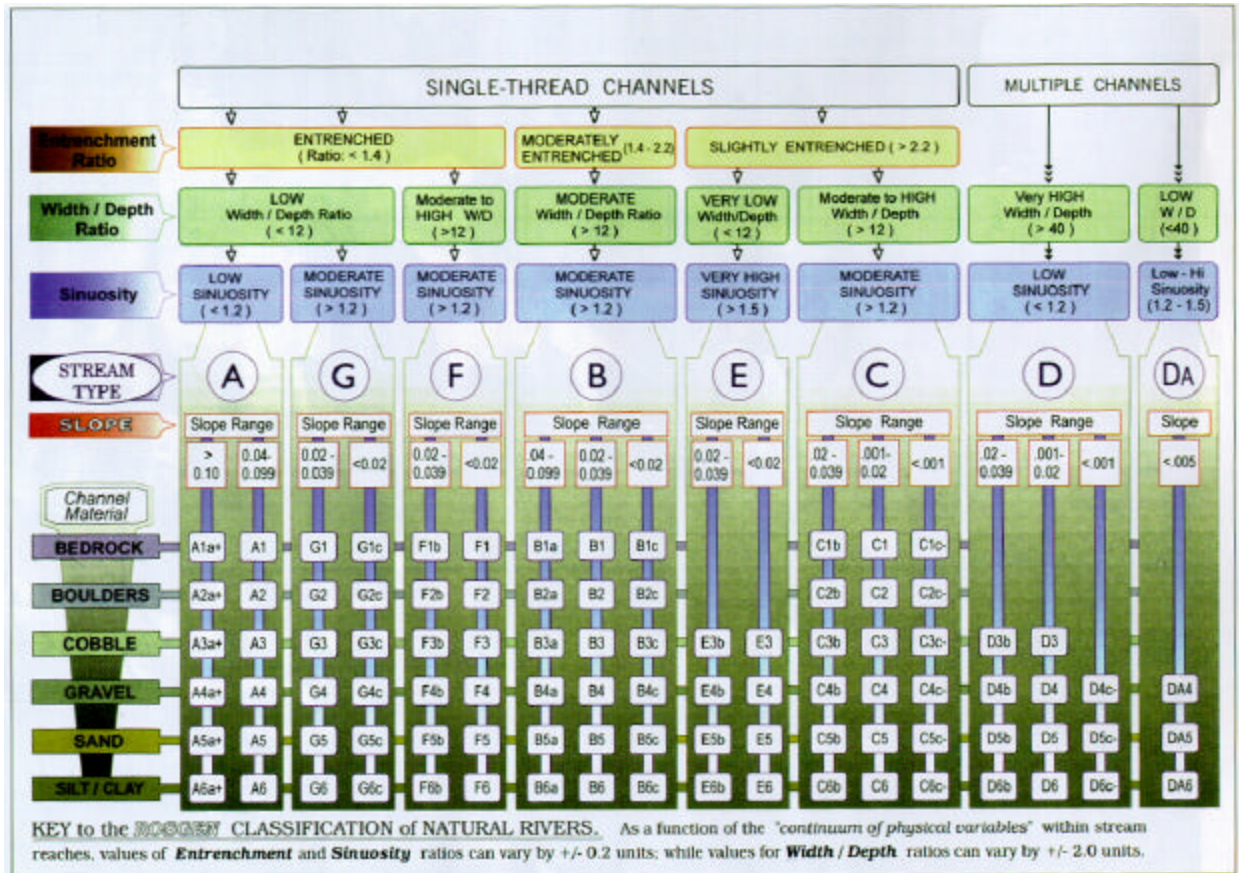 SINGLE-THREAD CHANNELS MULTIPLE CHANNELS
Entrenchment Ratio
ENTRENCHED
( Ratio: < 1.4 )
MODERATELY ENTRENCHED (1.4 - 2.2)
SLIGHTLY ENTRENCHED ( > 2.2 )
Width / Depth Ratio
LOW
Width / Depth Ratio
( < 12 )
Moderate to
HIGH W/D
( >12 )
MODERATE
Width / Depth Ratio
( > 12 )
VERY LOW
Width/Depth
( < 12 )
Moderate to HIGH
Width / Depth
( > 12 )
Very HIGH
Width / Depth
( > 40 )
LOW
W / D
(<40)
Sinuosity
LOW
SINUOSITY
( < 1.2 )
MODERATE
SINUOSITY
( > 1.2 )
MODERATE
SINUOSITY
( > 1.2 )
MODERATE
SINUOSITY
( > 1.2 )
VERY HIGH
SINUOSITY
( > 1.5 )
MODERATE
SINUOSITY
( > 1.2 )
LOW
SINUOSITY
( < 1.2 )
Low - Hi
Sinuosity
(1.2 - 1.5)
STREAM
TYPE
A G F B E C D DA
SLOPE Slope Range Slope Range Slope Range Slope Range Slope Range Slope Range Slope Range Slope
> 0.10 0.04-0.099 0.02 - 0.039 <0.02 0.02 - 0.039 <0.02 .04 - 0.099 0.02 - 0.039 <0.02 0.02 - 0.039 <0.02 .02 - 0.039 .001- 0.02 <.001 .02 - 0.039 .001- 0.02 <.001 <.005
Channel
Material
BEDROCK A1a+ A1 G1 G1c F1b F1 B1a B1 B1c C1b C1 C1c-
BOULDERS A2a+ A2 G2 G2c F2b F2 B2a B2 B2c C2b C2 C2c-
COBBLE A3a+ A3 G3 G3c F3b F3 B3a B3 B3c E3b E3 C3b C3 C3c- D3b D3
GRAVEL A4a+ A4 G4 G4c F4b F4 B4a B4 B4c E4b E4 C4b C4 C4c- D4b D4 D4c- DA4
SAND A5a+ A5 G5 G5c F5b F5 B5a B5 B5c E5b E5 C5b C5 C5c- D5b D5 D5c- DA5
SILT / CLAY A6a+ A6 G6 G6c F6b F6 B6a B6 B6c E6b E6 C6b C6 C6c- D6b D6 D6c- DA6
KEY to the ROSGEN CLASSIFICATION of NATURAL RIVERS. As a function of the "continuum of physical variables" within stream
reaches, values of Entrenchment and Sinuosity ratios can vary by +/- 0.2 units; while values for Width / Depth ratios can vary by +/- 2.0 units.